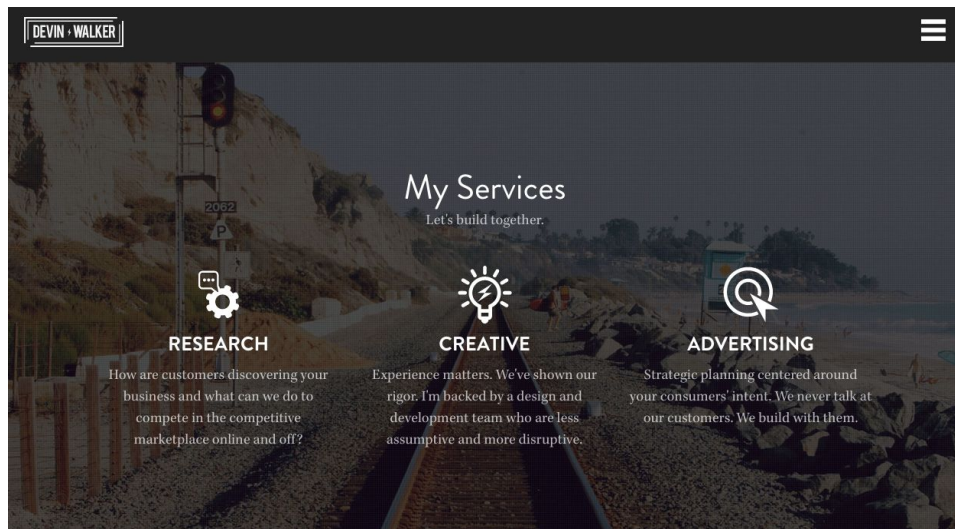 DEVIN WALKER
2062
P
My Services
Let's build together.
RESEARCH
How are customers discovering your
business and what can we do to
compete in the competitive
marketplace online and off?
CREATIVE
Experience matters. We've shown our
rigor. I'm backed by a design and
development team who are less
assumptive and more disruptive.
ADVERTISING
Strategic planning centered around
your consumers' intent. We never talk at
our customers. We build with them.